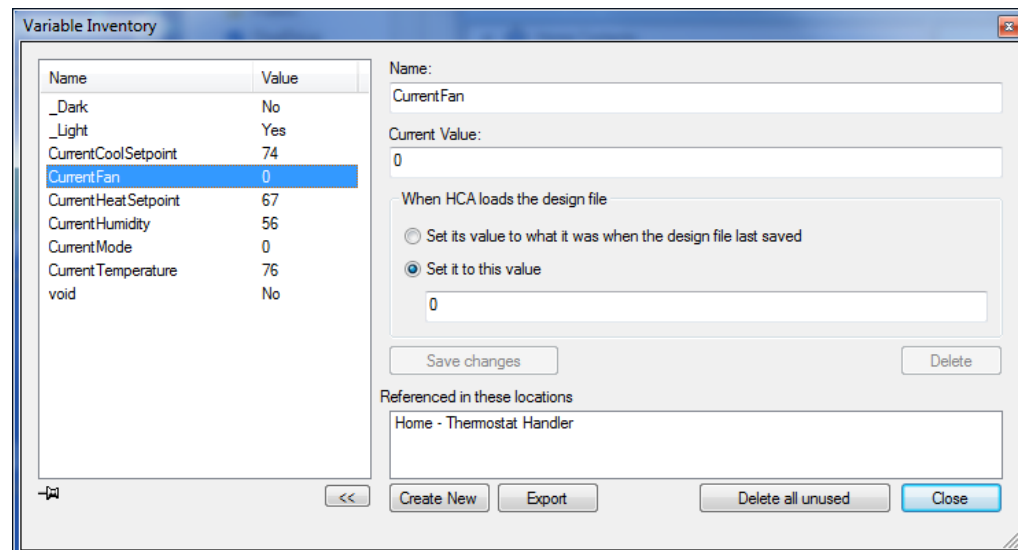 Variable Inventory
Name Value
_Dark No
_Light Yes
CurrentCoolSetpoint 74
CurrentFan 0
CurrentHeatSetpoint 67
CurrentHumidity 56
CurrentMode 0
CurrentTemperature 76
void No
<<
Name:
CurrentFan
Current Value:
0
When HCA loads the design file
Set its value to what it was when the design file last saved
Set it to this value
0
Save changes Delete
Referenced in these locations
Home - Thermostat Handler
Create New Export Delete all unused Close